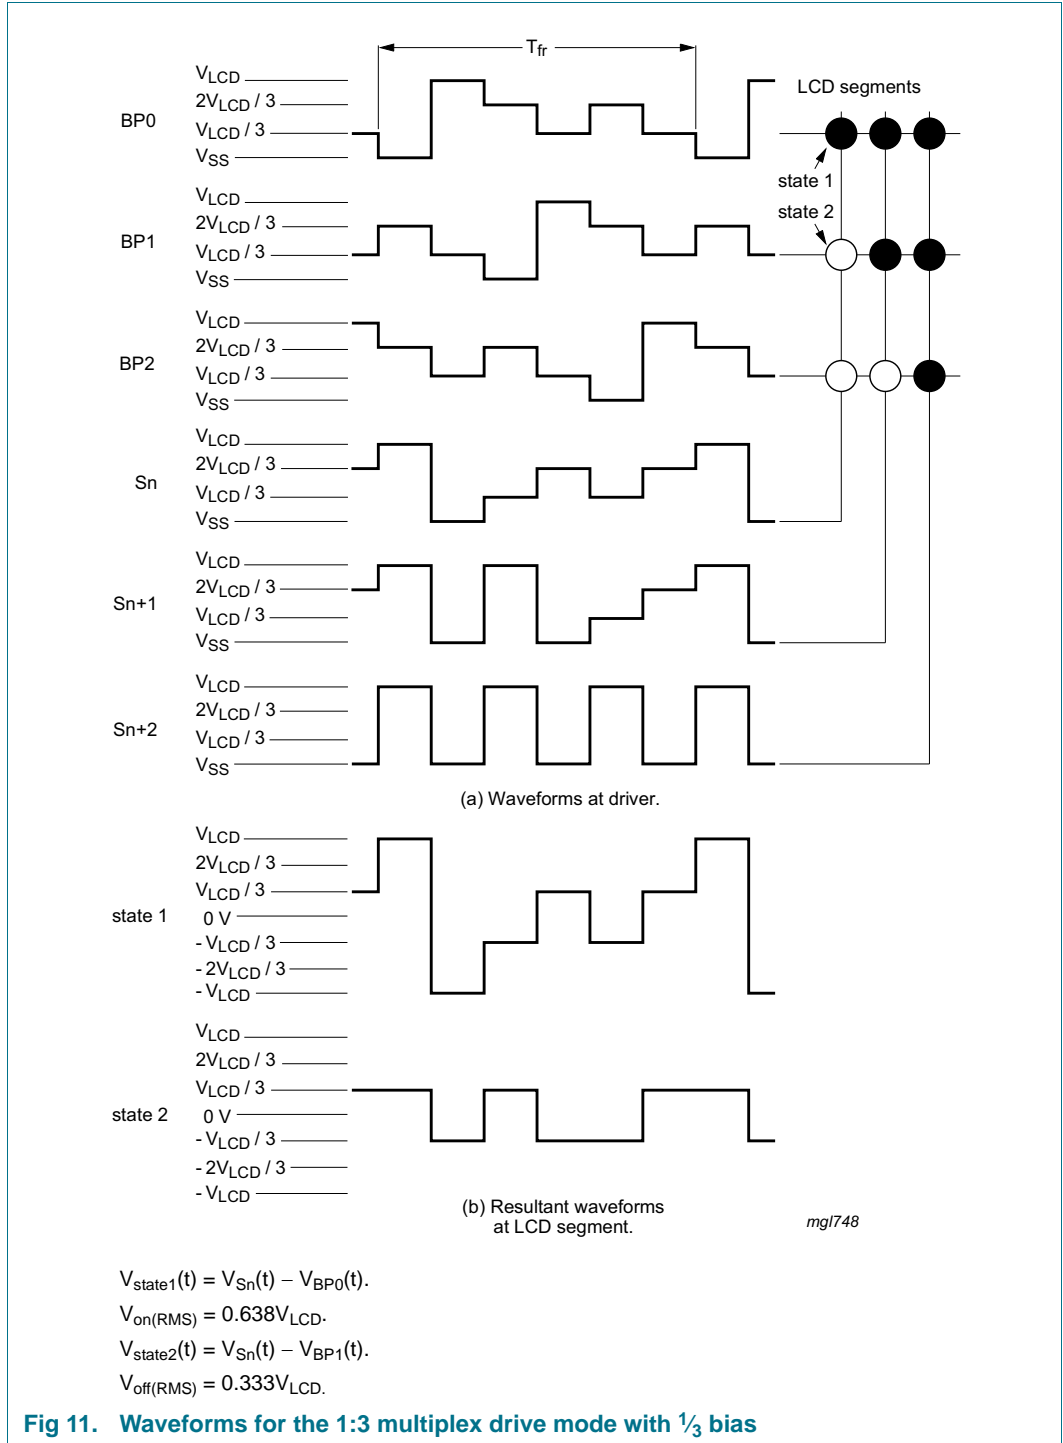 Tfr
VLCD
2VLCD / 3
BP0
VLCD / 3
VSS
LCD segments
state 1
state 2
VLCD
2VLCD / 3
BP1
VLCD / 3
VSS
VLCD
2VLCD / 3
BP2
VLCD / 3
VSS
VLCD
2VLCD / 3
Sn
VLCD / 3
VSS
VLCD
2VLCD / 3
Sn+1
VLCD / 3
VSS
VLCD
2VLCD / 3
Sn+2
VLCD / 3
VSS
(a) Waveforms at driver.
VLCD
2VLCD / 3
VLCD / 3
state 1
0 V
- VLCD / 3
- 2VLCD / 3
- VLCD
VLCD
2VLCD / 3
VLCD / 3
state 2
0 V
- VLCD / 3
- 2VLCD / 3
- VLCD
(b) Resultant waveforms
at LCD segment.
mgl748
Vstate1(t) = VSn(t) − VBP0(t).
Von(RMS) = 0.638VLCD.
Vstate2(t) = VSn(t) − VBP1(t).
Voff(RMS) = 0.333VLCD.
Fig 11. Waveforms for the 1:3 multiplex drive mode with 1⁄3 bias